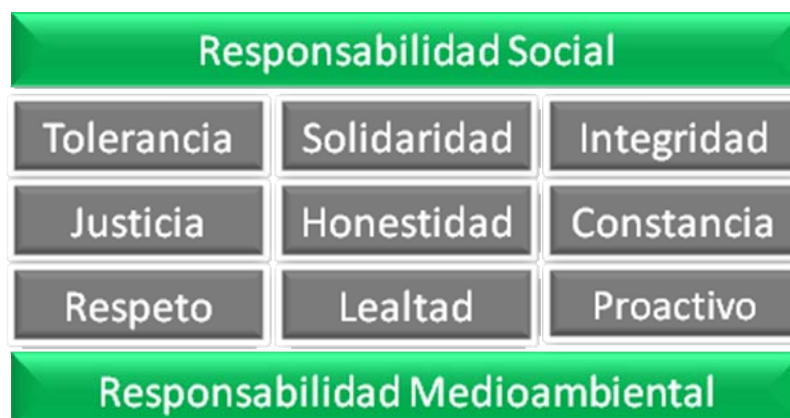 Responsabilidad Social
Tolerancia Solidaridad Integridad
Justicia Honestidad Constancia
Respeto Lealtad Proactivo
Responsabilidad Medioambiental